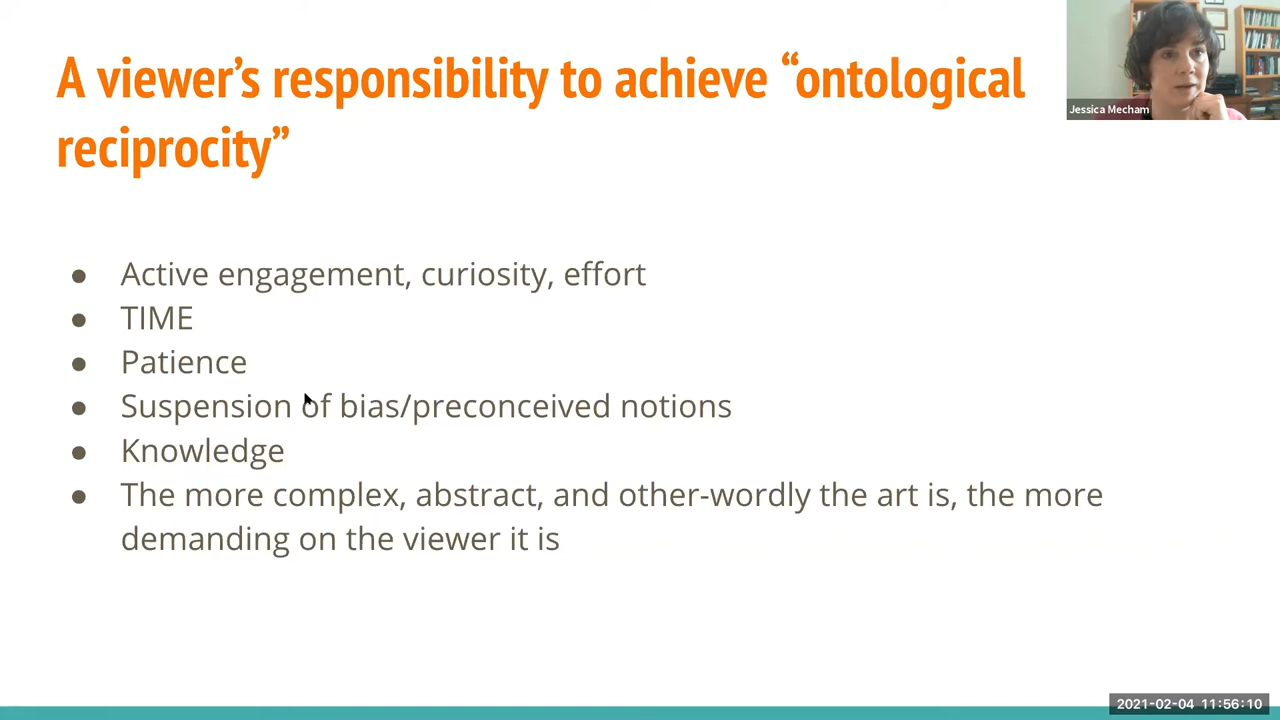 A viewer's responsibility to achieve “ontological
reciprocity”
Jessica Mecham
● Active engagement, curiosity, effort
● TIME
● Patience
● Suspension of bias/preconceived notions
● Knowledge
● The more complex, abstract, and other-wordly the art is, the more
demanding on the viewer it is
2021-02-04 11:56:10